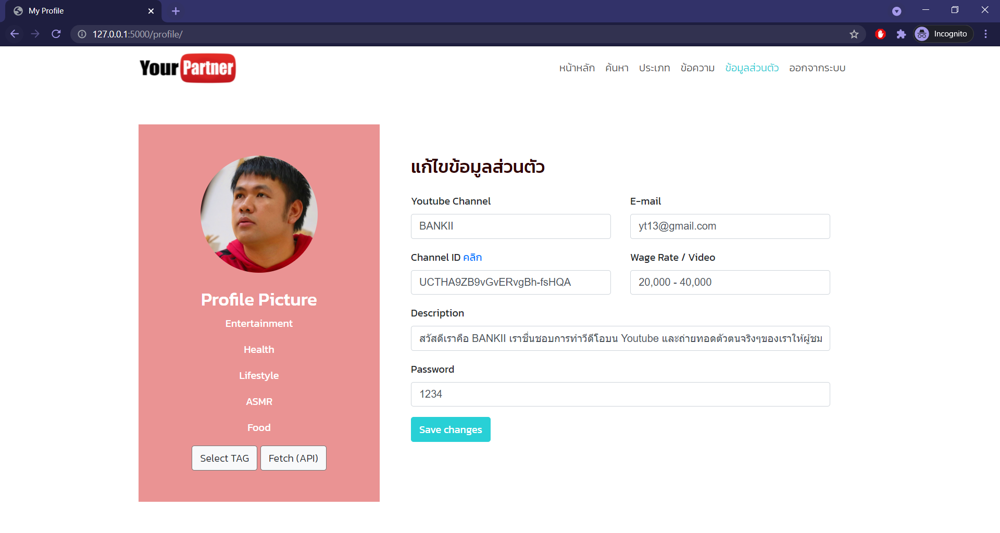 My Profile
127.0.0.1:5000/profile/
Incognito
Your Partner
หน้าหลัก ค้นหา ประเภท ข้อความ ข้อมูลส่วนตัว ออกจากระบบ
Profile Picture
Entertainment
Health
Lifestyle
ASMR
Food
Select TAG Fetch (API)
แก้ไขข้อมูลส่วนตัว
Youtube Channel
BANKII
E-mail
yt13@gmail.com
Channel ID คลิก
UCTHA9ZB9vGvERvgBh-fsHQA
Wage Rate / Video
20,000 - 40,000
Description
สวัสดีเราคือ BANKII เราชื่นชอบการทำวีดีโอบน Youtube และถ่ายทอดตัวตนจริงๆของเราให้ผู้ชม
Password
1234
Save changes